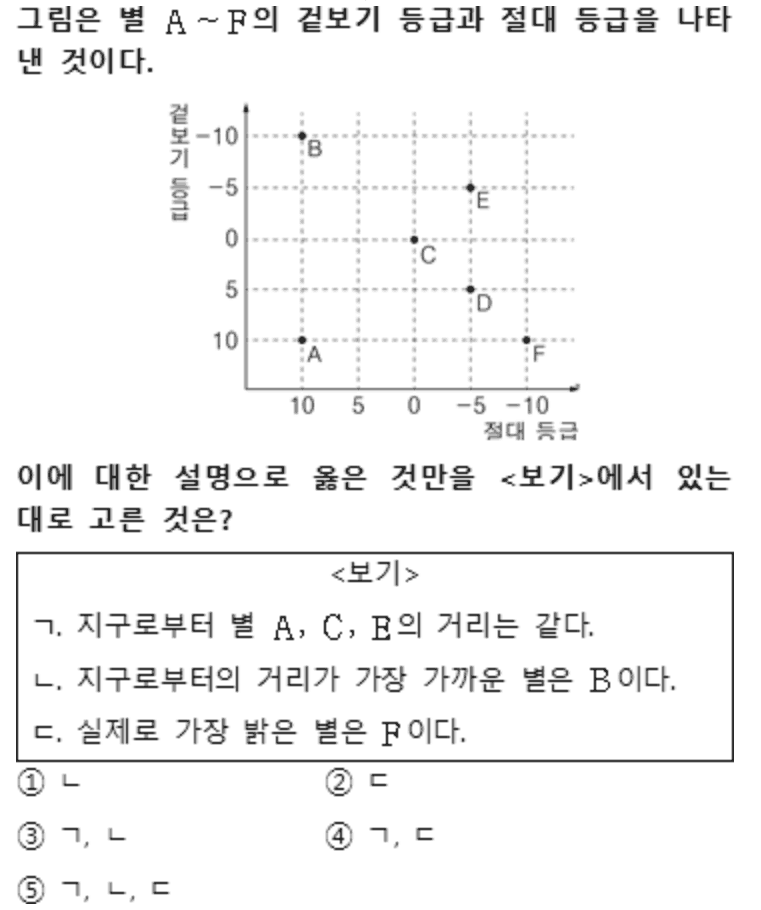 그림은 별 A ~ F의 겉보기 등급과 절대 등급을 나타
낸 것이다.
겉보기 등급
-10
-5
0
5
10
B
E
C
D
A
F
10 5 0 -5 -10
절대 등급
이에 대한 설명으로 옳은 것만을 <보기>에서 있는
대로 고른 것은?
<보기>
ㄱ. 지구로부터 별 A, C, E의 거리는 같다.
ㄴ. 지구로부터의 거리가 가장 가까운 별은 B이다.
ㄷ. 실제로 가장 밝은 별은 F이다.
① ㄴ ② ㄷ
③ ㄱ, ㄴ ④ ㄱ, ㄷ
⑤ ㄱ, ㄴ, ㄷ